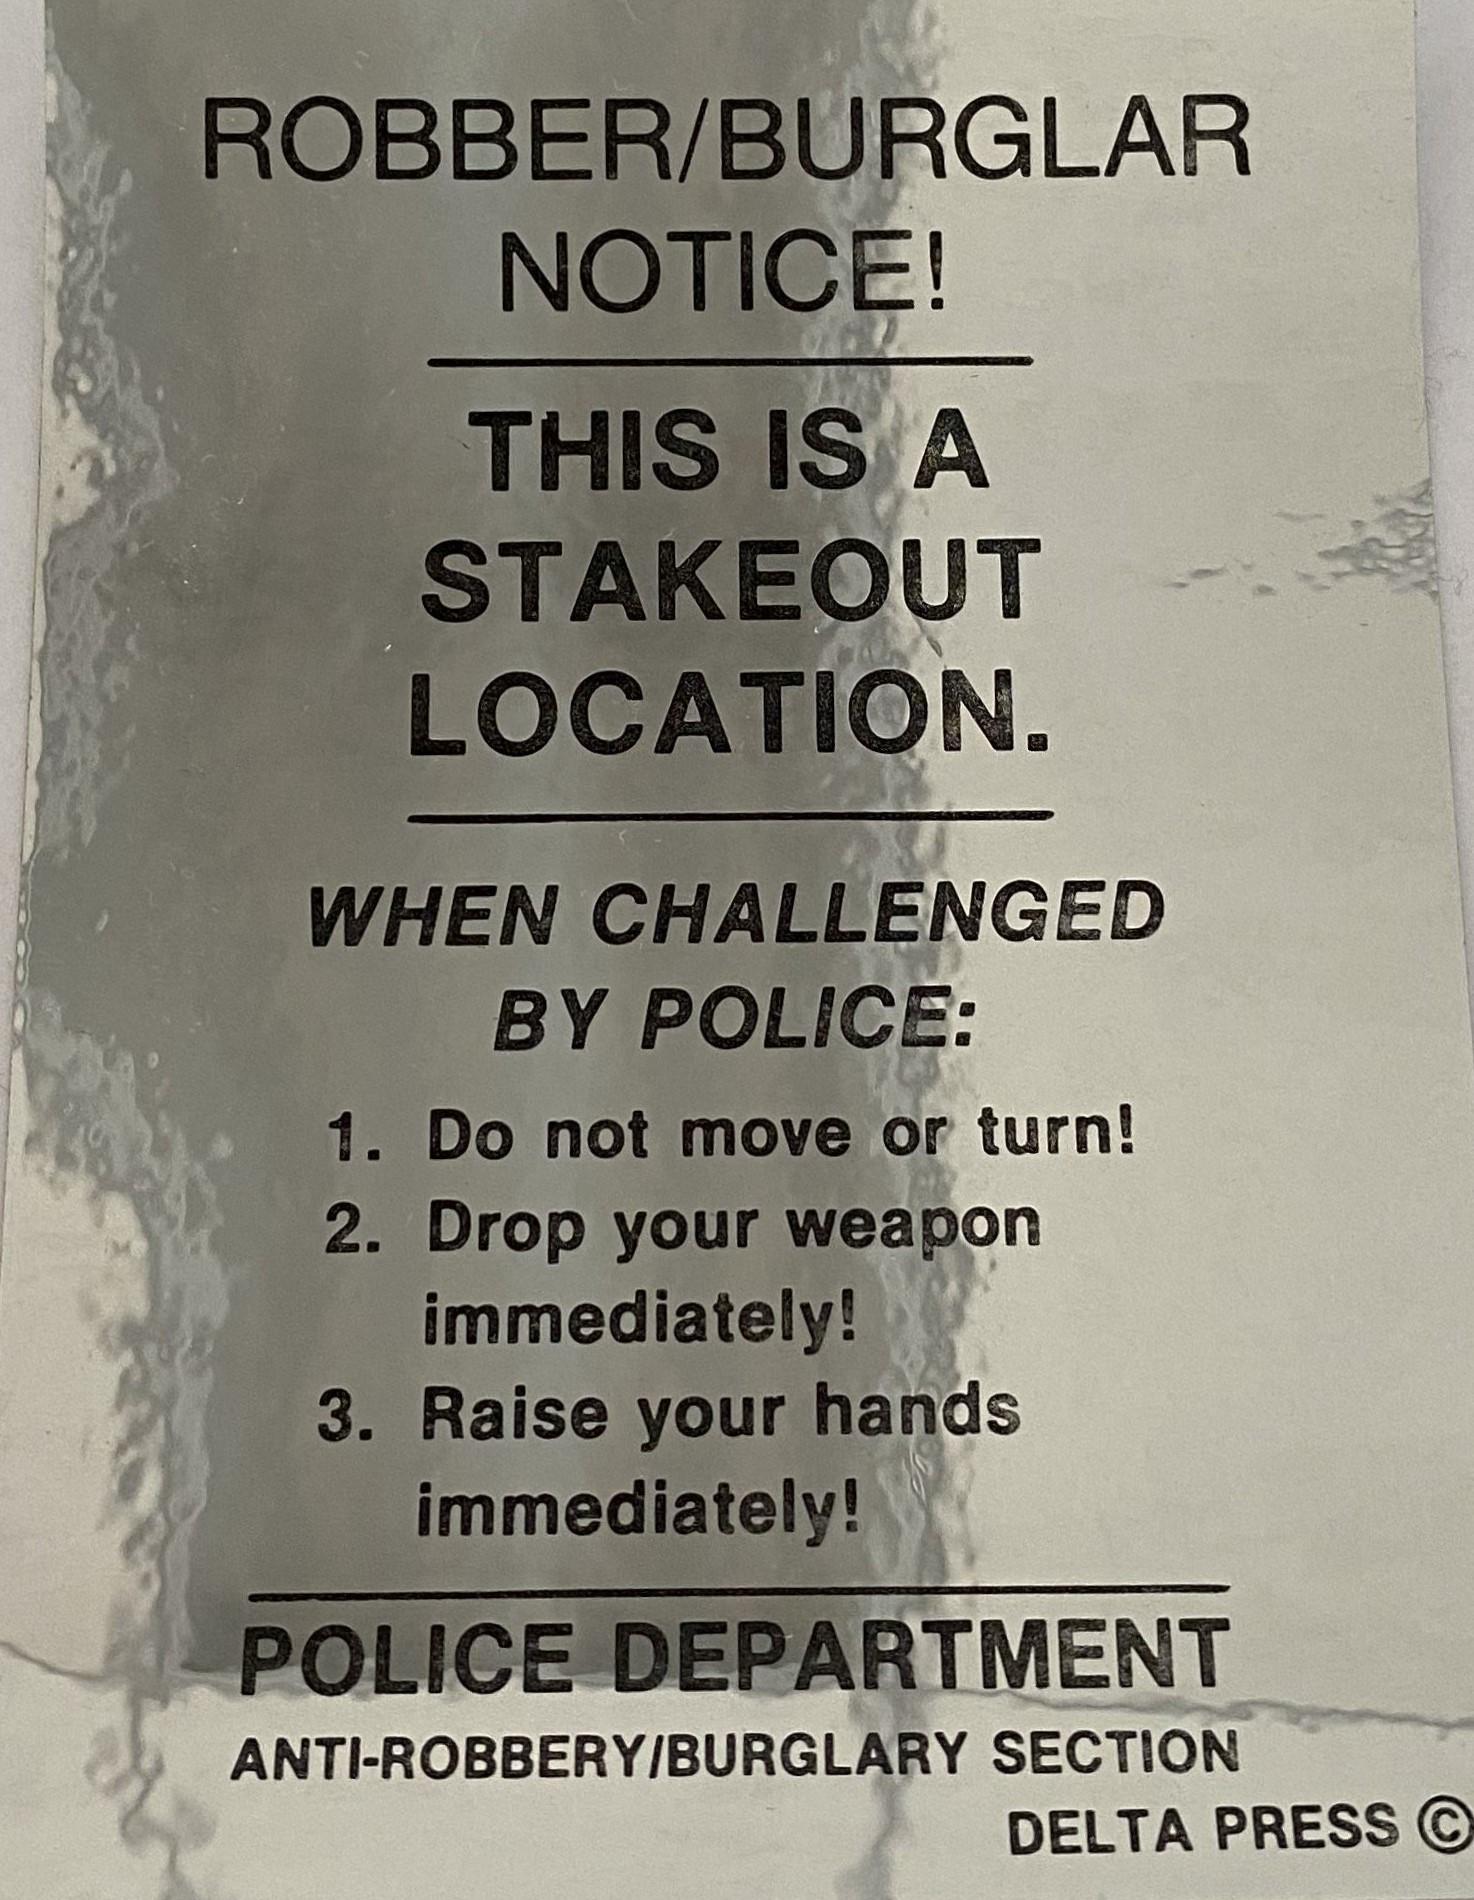 ROBBER/BURGLAR
NOTICE!
THIS IS A
STAKEOUT
LOCATION.
WHEN CHALLENGED
BY POLICE:
1. Do not move or turn!
2. Drop your weapon
immediately!
3. Raise your hands
immediately!
POLICE DEPARTMENT
ANTI-ROBBERY/BURGLARY SECTION
DELTA PRESS ©